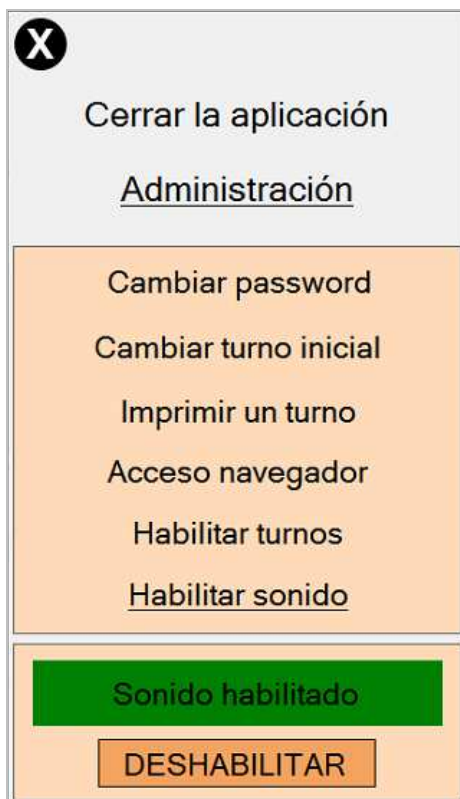 X
Cerrar la aplicación
Administración
Cambiar password
Cambiar turno inicial
Imprimir un turno
Acceso navegador
Habilitar turnos
Habilitar sonido
Sonido habilitado
DESHABILITAR